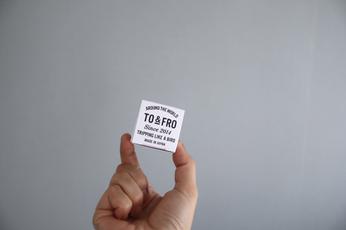 AROUND THE WORLD
TO & FRO
Since 2014
TRIPPING LIKE A BIRD
MADE IN JAPAN